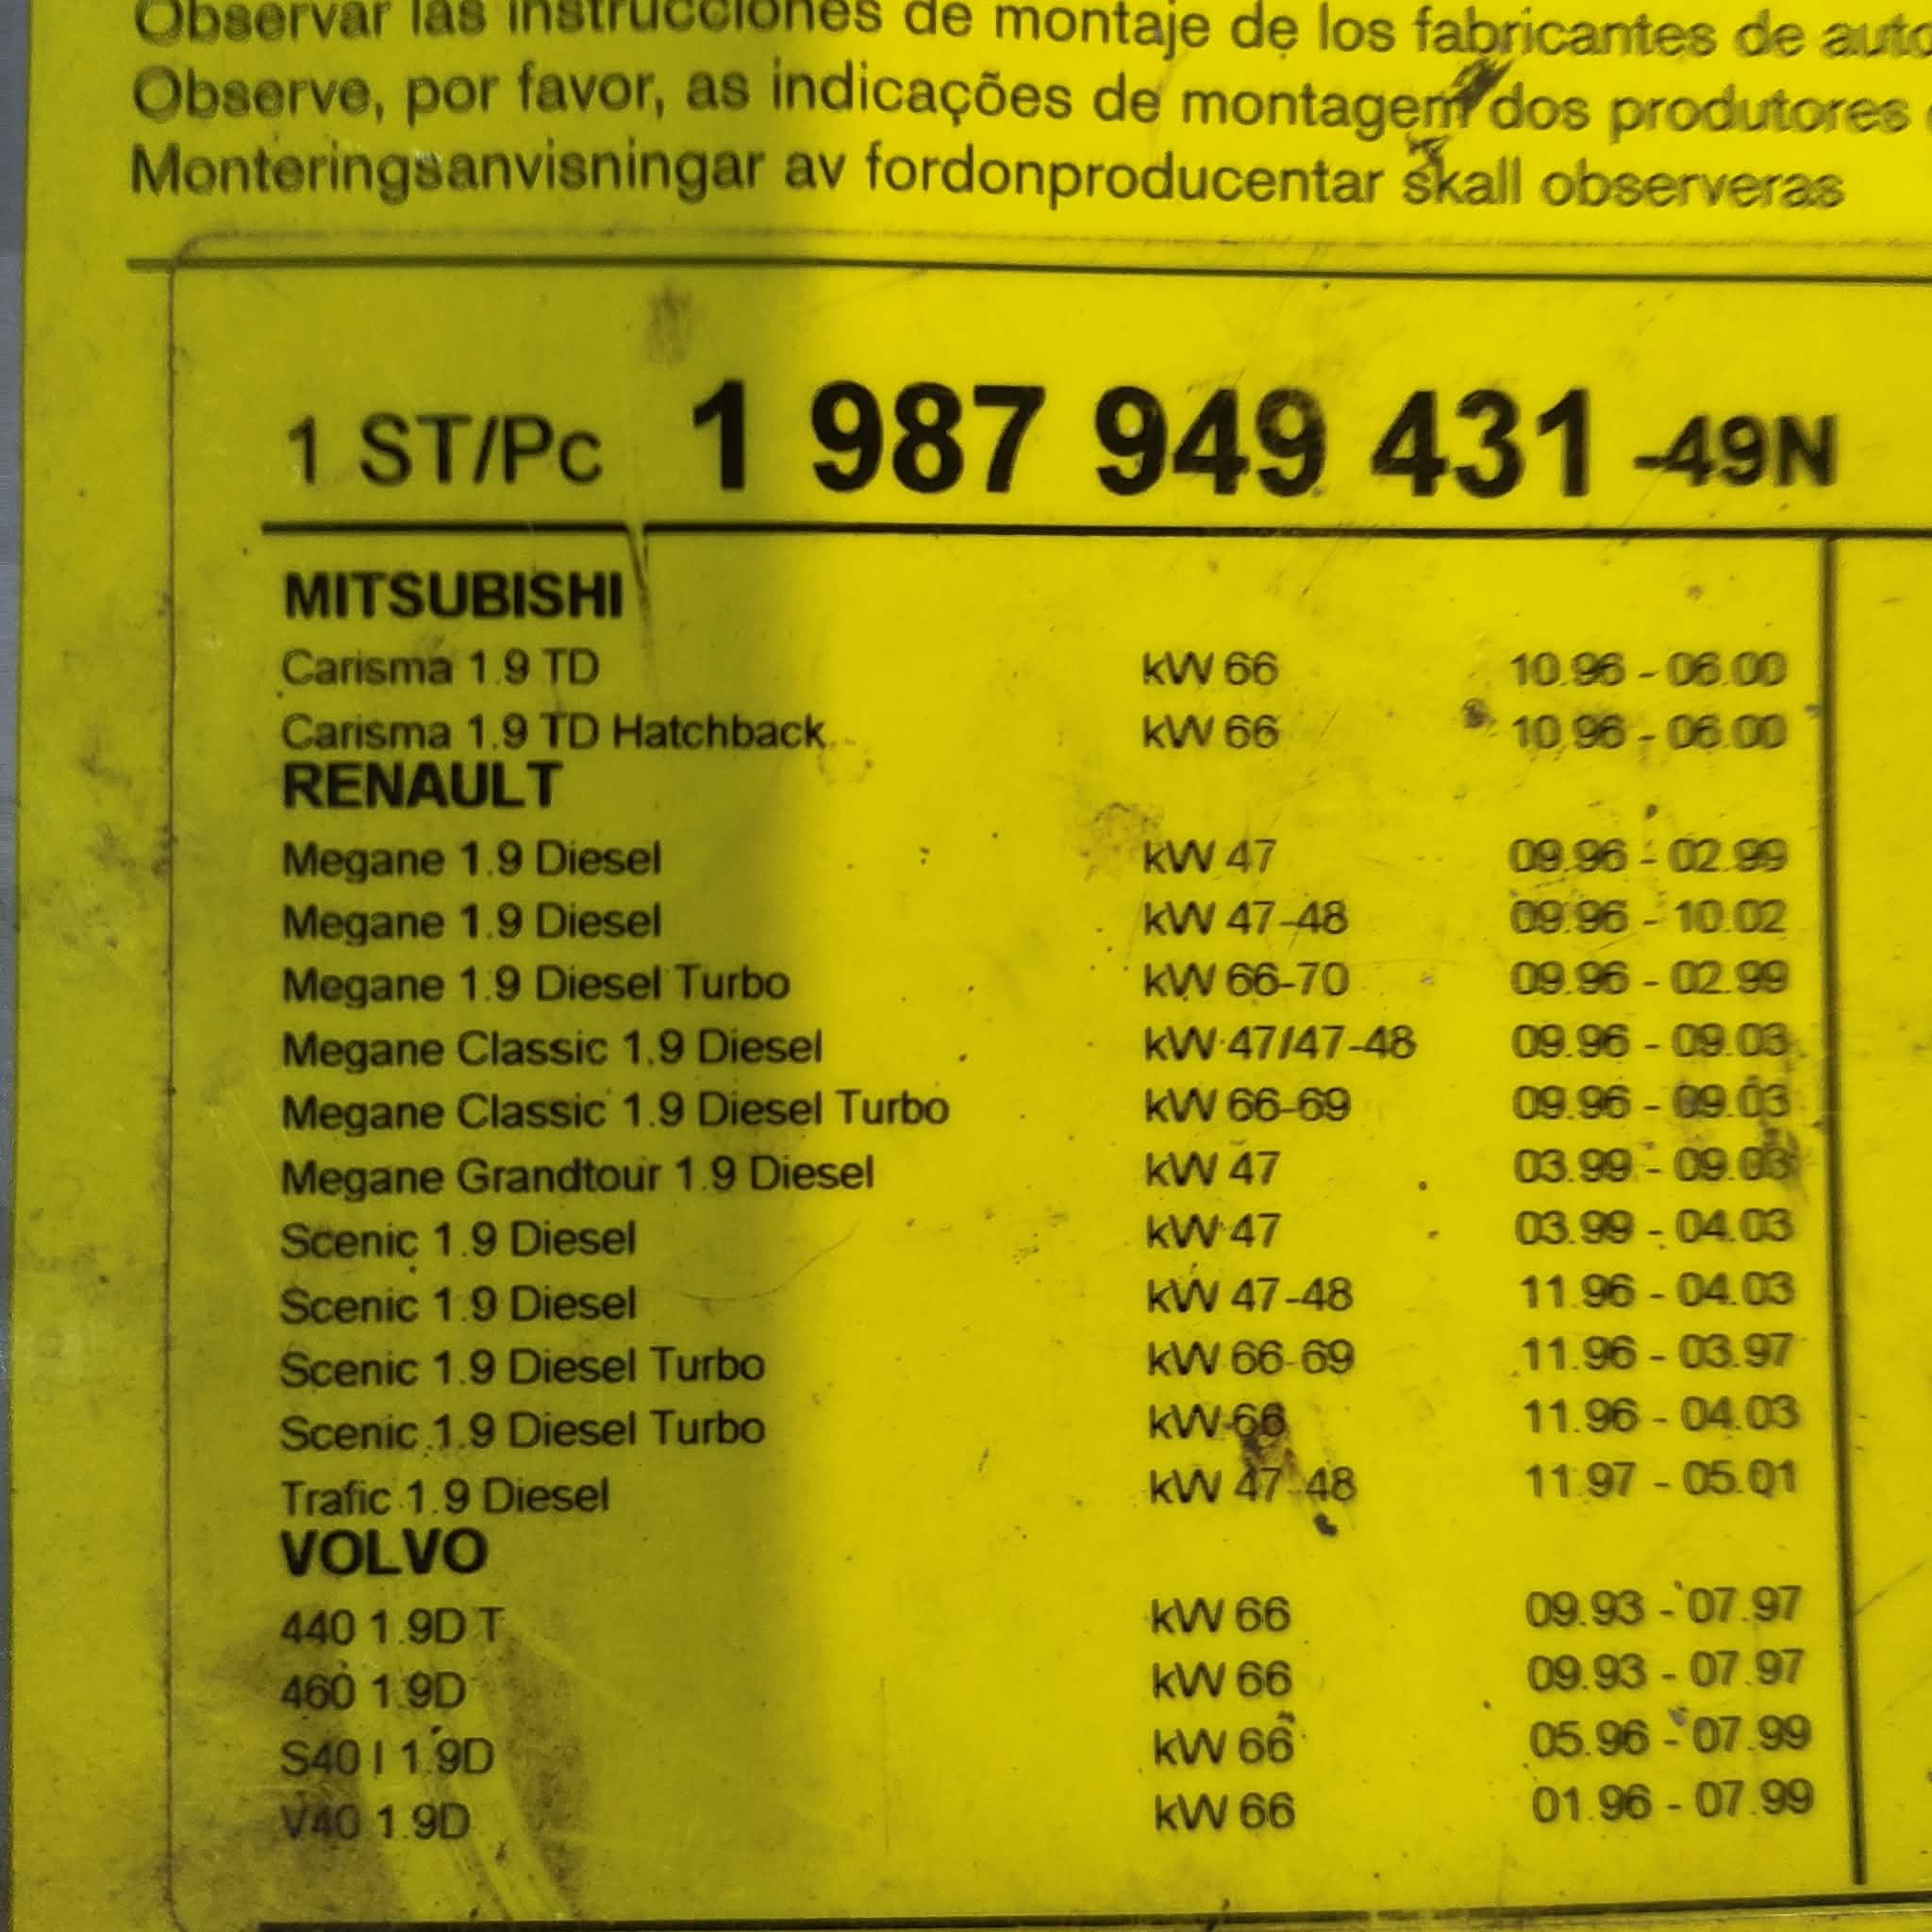 Observar las instrucciones de montaje de los fabricantes de
Observe, por favor, as indicações de montagem dos produtores
Monteringsanvisningar av fordonproducentar skall observeras
1 ST/Pc 1 987 949 431 -49N
MITSUBISHI
Carisma 1.9 TD kW 66 10.96 - 06.00
Carisma 1.9 TD Hatchback kW 66 10.96 - 06.00
RENAULT
Megane 1.9 Diesel kW 47 09.96 - 02.99
Megane 1.9 Diesel kW 47-48 09.96 - 10.02
Megane 1.9 Diesel Turbo kW 66-70 09.96 - 02.99
Megane Classic 1.9 Diesel kW 47/47-48 09.96 - 09.03
Megane Classic 1.9 Diesel Turbo kW 66-69 09.96 - 09.03
Megane Grandtour 1.9 Diesel kW 47 03.99 - 09.03
Scenic 1.9 Diesel kW 47 03.99 - 04.03
Scenic 1.9 Diesel kW 47-48 11.96 - 04.03
Scenic 1.9 Diesel Turbo kW 66-69 11.96 - 03.97
Scenic 1.9 Diesel Turbo kW 66 11.96 - 04.03
Trafic 1.9 Diesel kW 47-48 11.97 - 05.01
VOLVO
440 1.9D T kW 66 09.93 - 07.97
460 1.9D kW 66 09.93 - 07.97
S40 I 1.9D kW 66 05.96 - 07.99
V40 1.9D kW 66 01.96 - 07.99